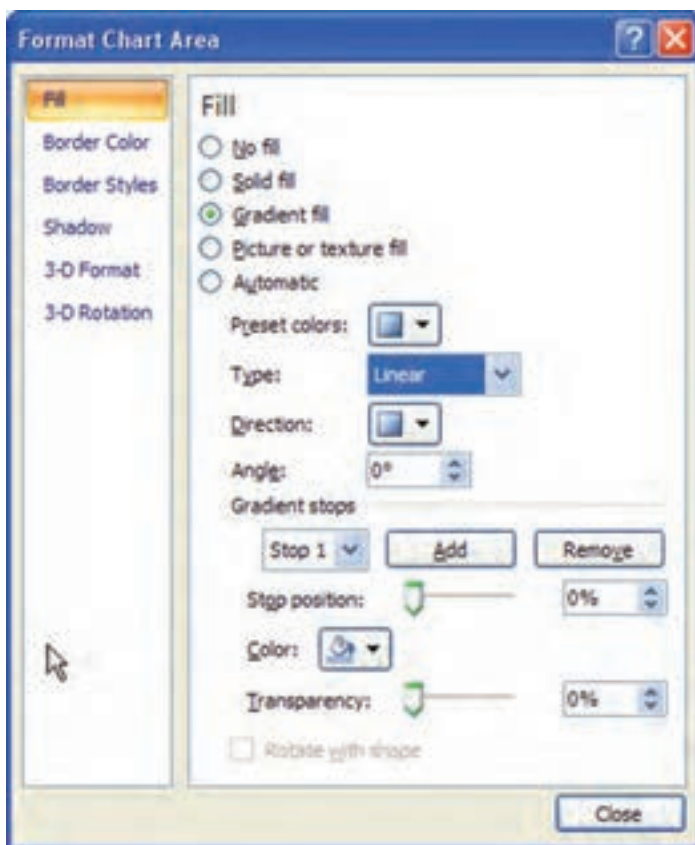 Format Chart Area
?
Fill
Border Color
Border Styles
Shadow
3-D Format
3-D Rotation
Fill
No fill
Solid fill
Gradient fill
Picture or texture fill
Automatic
Preset colors:
Type: Linear
Direction:
Angle: 0°
Gradient stops
Stop 1 Add Remove
Stop position: 0%
Color:
Transparency: 0%
Rotate with shape
Close